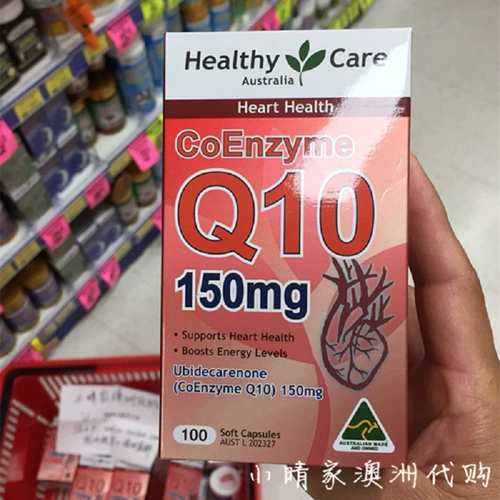 Healthy Care
Australia
Heart Health
CoEnzyme
Q10
150mg
• Supports Heart Health
• Boosts Energy Levels
Ubidecarenone
(CoEnzyme Q10) 150mg
100 Soft Capsules
AUST L 202327
AUSTRALIAN MADE
AND OWNED
小晴家澳洲代购